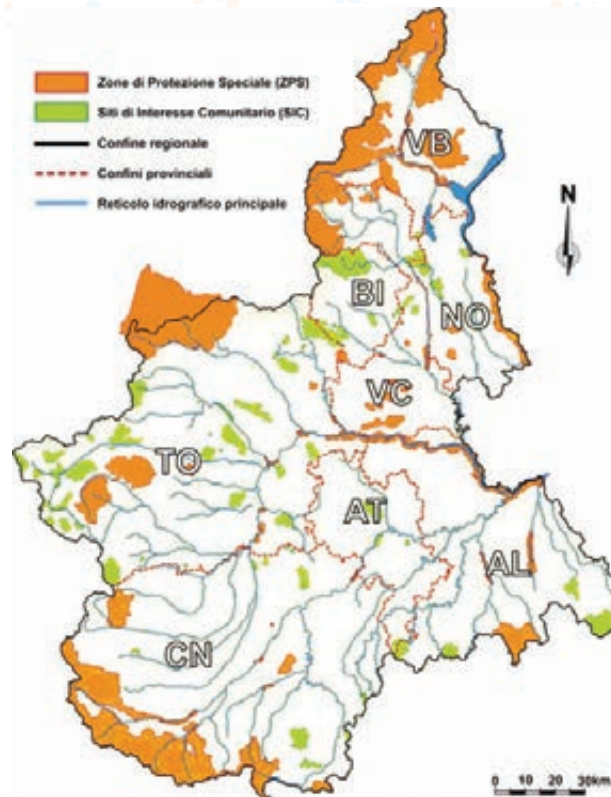 Zone di Protezione Speciale (ZPS)
Siti di Interesse Comunitario (SIC)
Confine regionale
Confini provinciali
Reticolo idrografico principale
VB
N
BI
NO
VC
TO
AT
AL
CN
0 10 20 30km